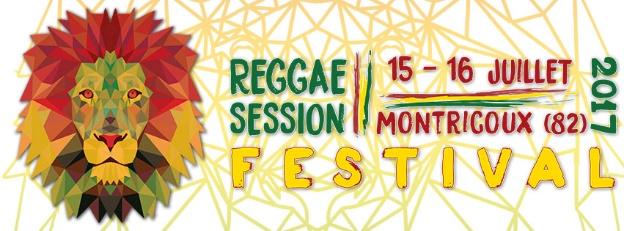 REGGAE
SESSION
15 - 16 JUILLET
MONTRICOUX (82)
2017
FESTIVAL